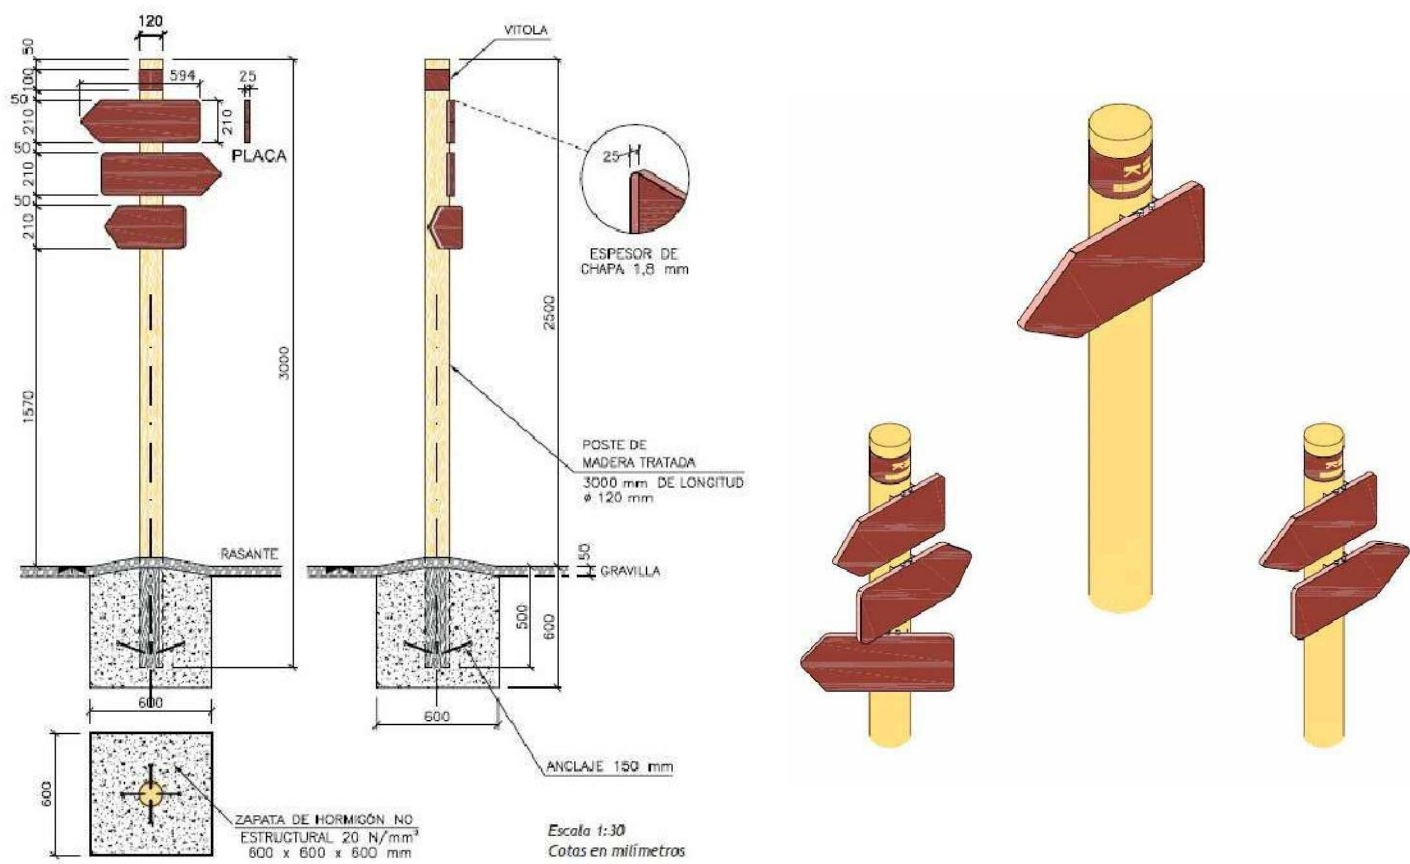 120
VITOLA
50
100
594
25
50
210
210
PLACA
50
210
50
210
25
ESPESOR DE
CHAPA 1,8 mm
1570
3000
2500
POSTE DE
MADERA TRATADA
3000 mm DE LONGITUD
ø 120 mm
RASANTE
50
GRAVILLA
500
600
600
600
ANCLAJE 150 mm
600
ZAPATA DE HORMIGÓN NO
ESTRUCTURAL 20 N/mm³
600 x 600 x 600 mm
Escala 1:30
Cotas en milímetros